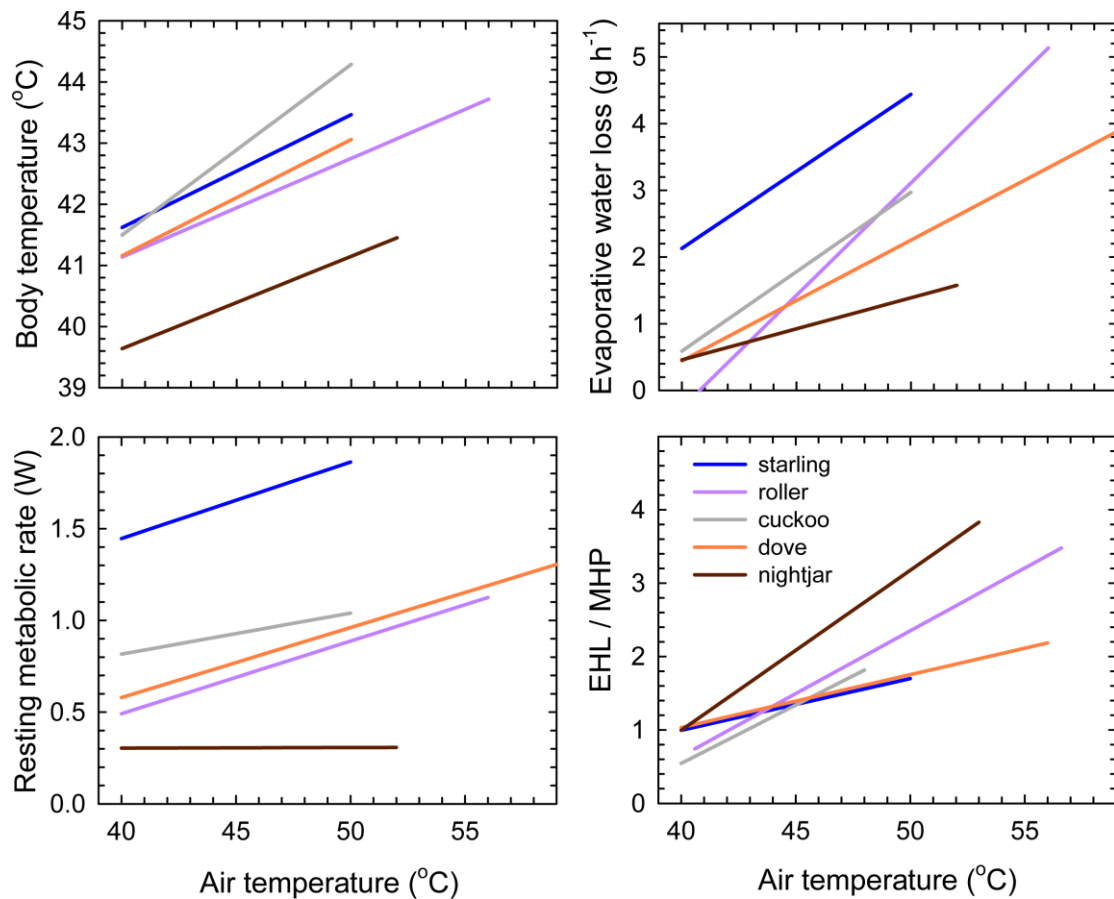 Body temperature (°C)
45
44
43
42
41
40
39
Evaporative water loss (g h⁻¹)
5
4
3
2
1
0
Resting metabolic rate (W)
2.0
1.5
1.0
0.5
0.0
40 45 50 55
Air temperature (°C)
EHL / MHP
4
3
2
1
0
starling
roller
cuckoo
dove
nightjar
40 45 50 55
Air temperature (°C)